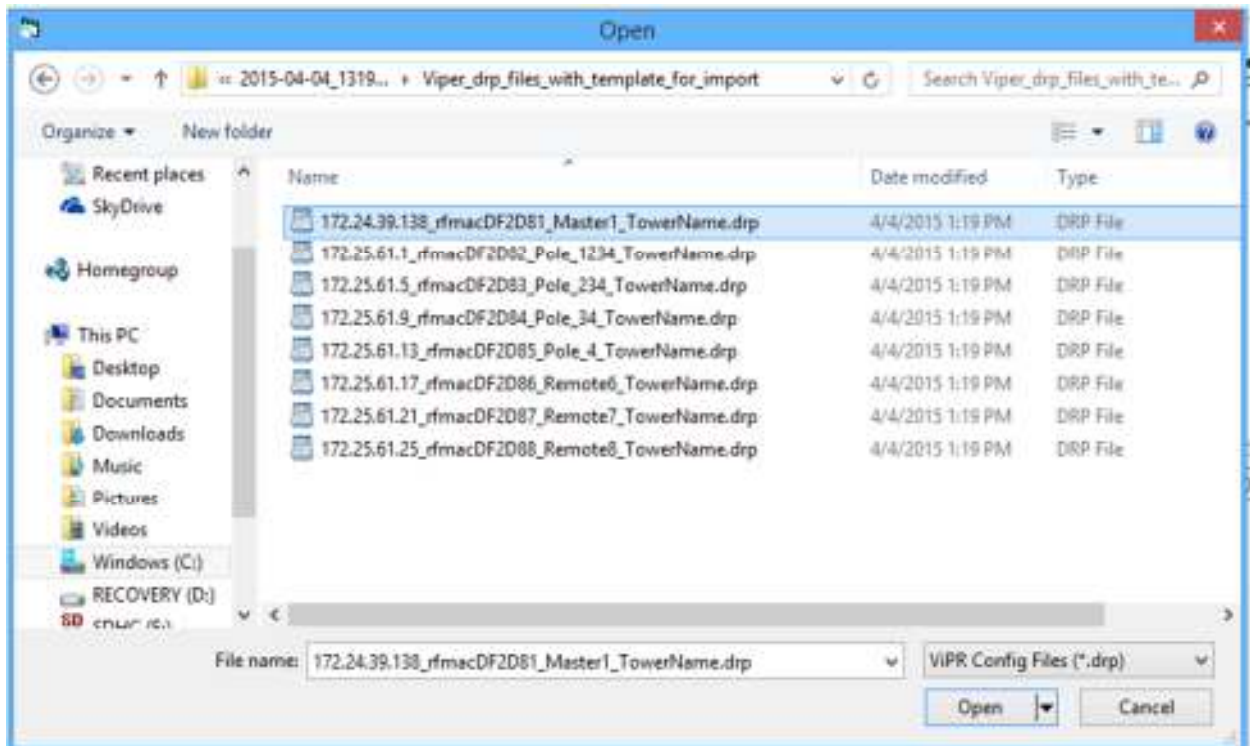 Open
« 2015-04-04_1319... Viper_drp_files_with_template_for_import Search Viper_drp_files_with_te...
Organize New folder
Recent places
SkyDrive
Homegroup
This PC
Desktop
Documents
Downloads
Music
Pictures
Videos
Windows (C:)
RECOVERY (D:)
SD
Name Date modified Type
172.24.39.138_rfmacDF2D81_Master1_TowerName.drp 4/4/2015 1:19 PM DRP File
172.25.61.1_rfmacDF2D82_Pole_1234_TowerName.drp 4/4/2015 1:19 PM DRP File
172.25.61.5_rfmacDF2D83_Pole_234_TowerName.drp 4/4/2015 1:19 PM DRP File
172.25.61.9_rfmacDF2D84_Pole_34_TowerName.drp 4/4/2015 1:19 PM DRP File
172.25.61.13_rfmacDF2D85_Pole_4_TowerName.drp 4/4/2015 1:19 PM DRP File
172.25.61.17_rfmacDF2D86_Remote6_TowerName.drp 4/4/2015 1:19 PM DRP File
172.25.61.21_rfmacDF2D87_Remote7_TowerName.drp 4/4/2015 1:19 PM DRP File
172.25.61.25_rfmacDF2D88_Remote8_TowerName.drp 4/4/2015 1:19 PM DRP File
File name: 172.24.39.138_rfmacDF2D81_Master1_TowerName.drp ViPR Config Files (*.drp)
Open Cancel